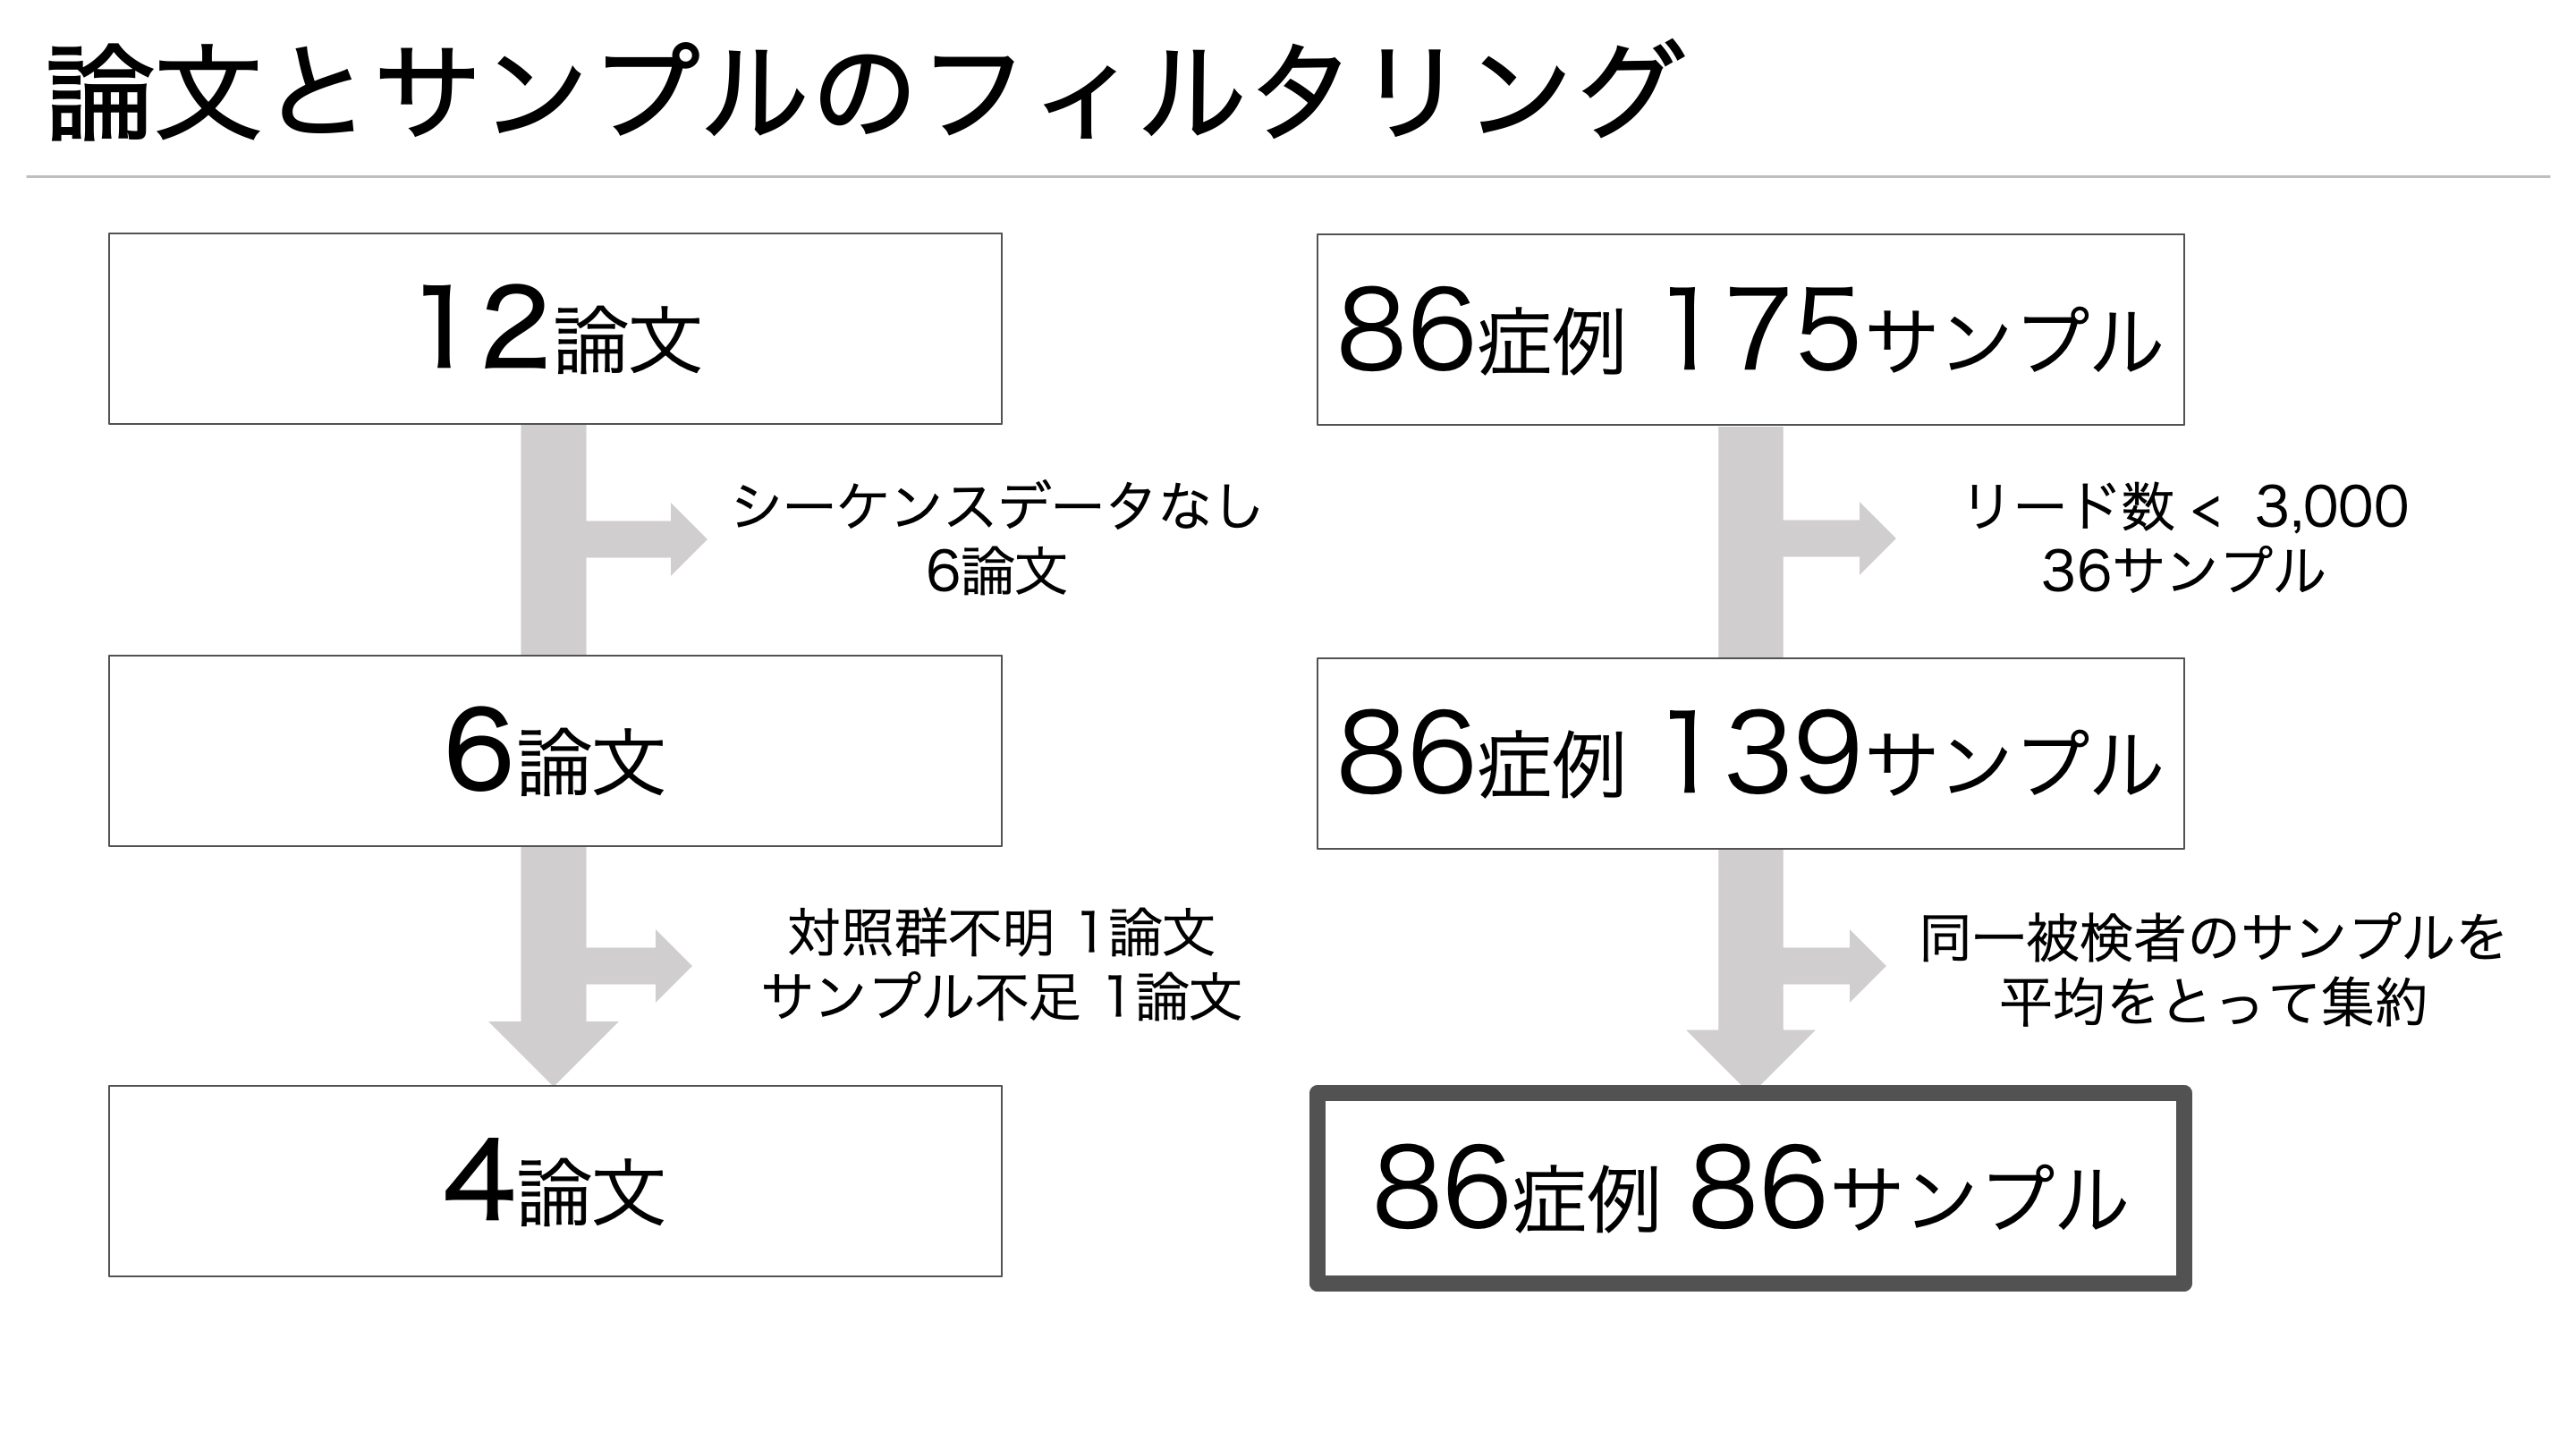 論文とサンプルのフィルタリング
12論文
シーケンスデータなし
6論文
6論文
対照群不明 1論文
サンプル不足 1論文
4論文
86症例 175サンプル
リード数 < 3,000
36サンプル
86症例 139サンプル
同一被検者のサンプルを
平均をとって集約
86症例 86サンプル